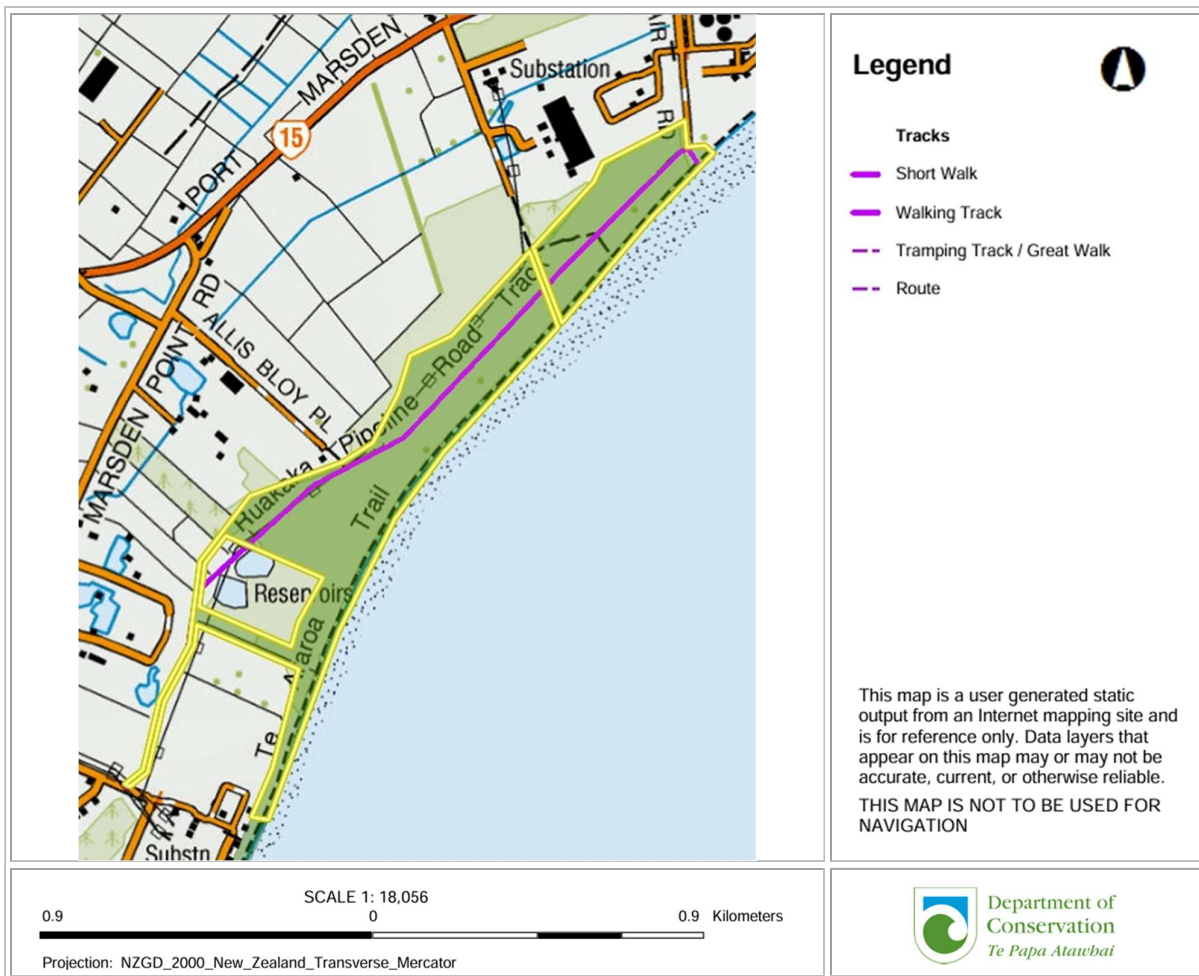 MARSDEN
Substation
AIR
RD
15
PORT
RD
ALLIS BLOY PL
POINT
MARSDEN
Ruakaka Pipeline Road Track
Trail
Reservoirs
Araroa
Te
Substn
Legend
Tracks
Short Walk
Walking Track
Tramping Track / Great Walk
Route
This map is a user generated static
output from an Internet mapping site and
is for reference only. Data layers that
appear on this map may or may not be
accurate, current, or otherwise reliable.
THIS MAP IS NOT TO BE USED FOR
NAVIGATION
SCALE 1: 18,056
0.9 0 0.9 Kilometers
Projection: NZGD_2000_New_Zealand_Transverse_Mercator
Department of
Conservation
Te Papa Atawhai